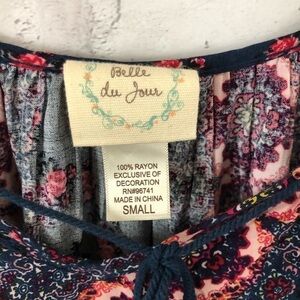 Belle
du Jour
100% RAYON
EXCLUSIVE OF
DECORATION
RN#96741
MADE IN CHINA
SMALL